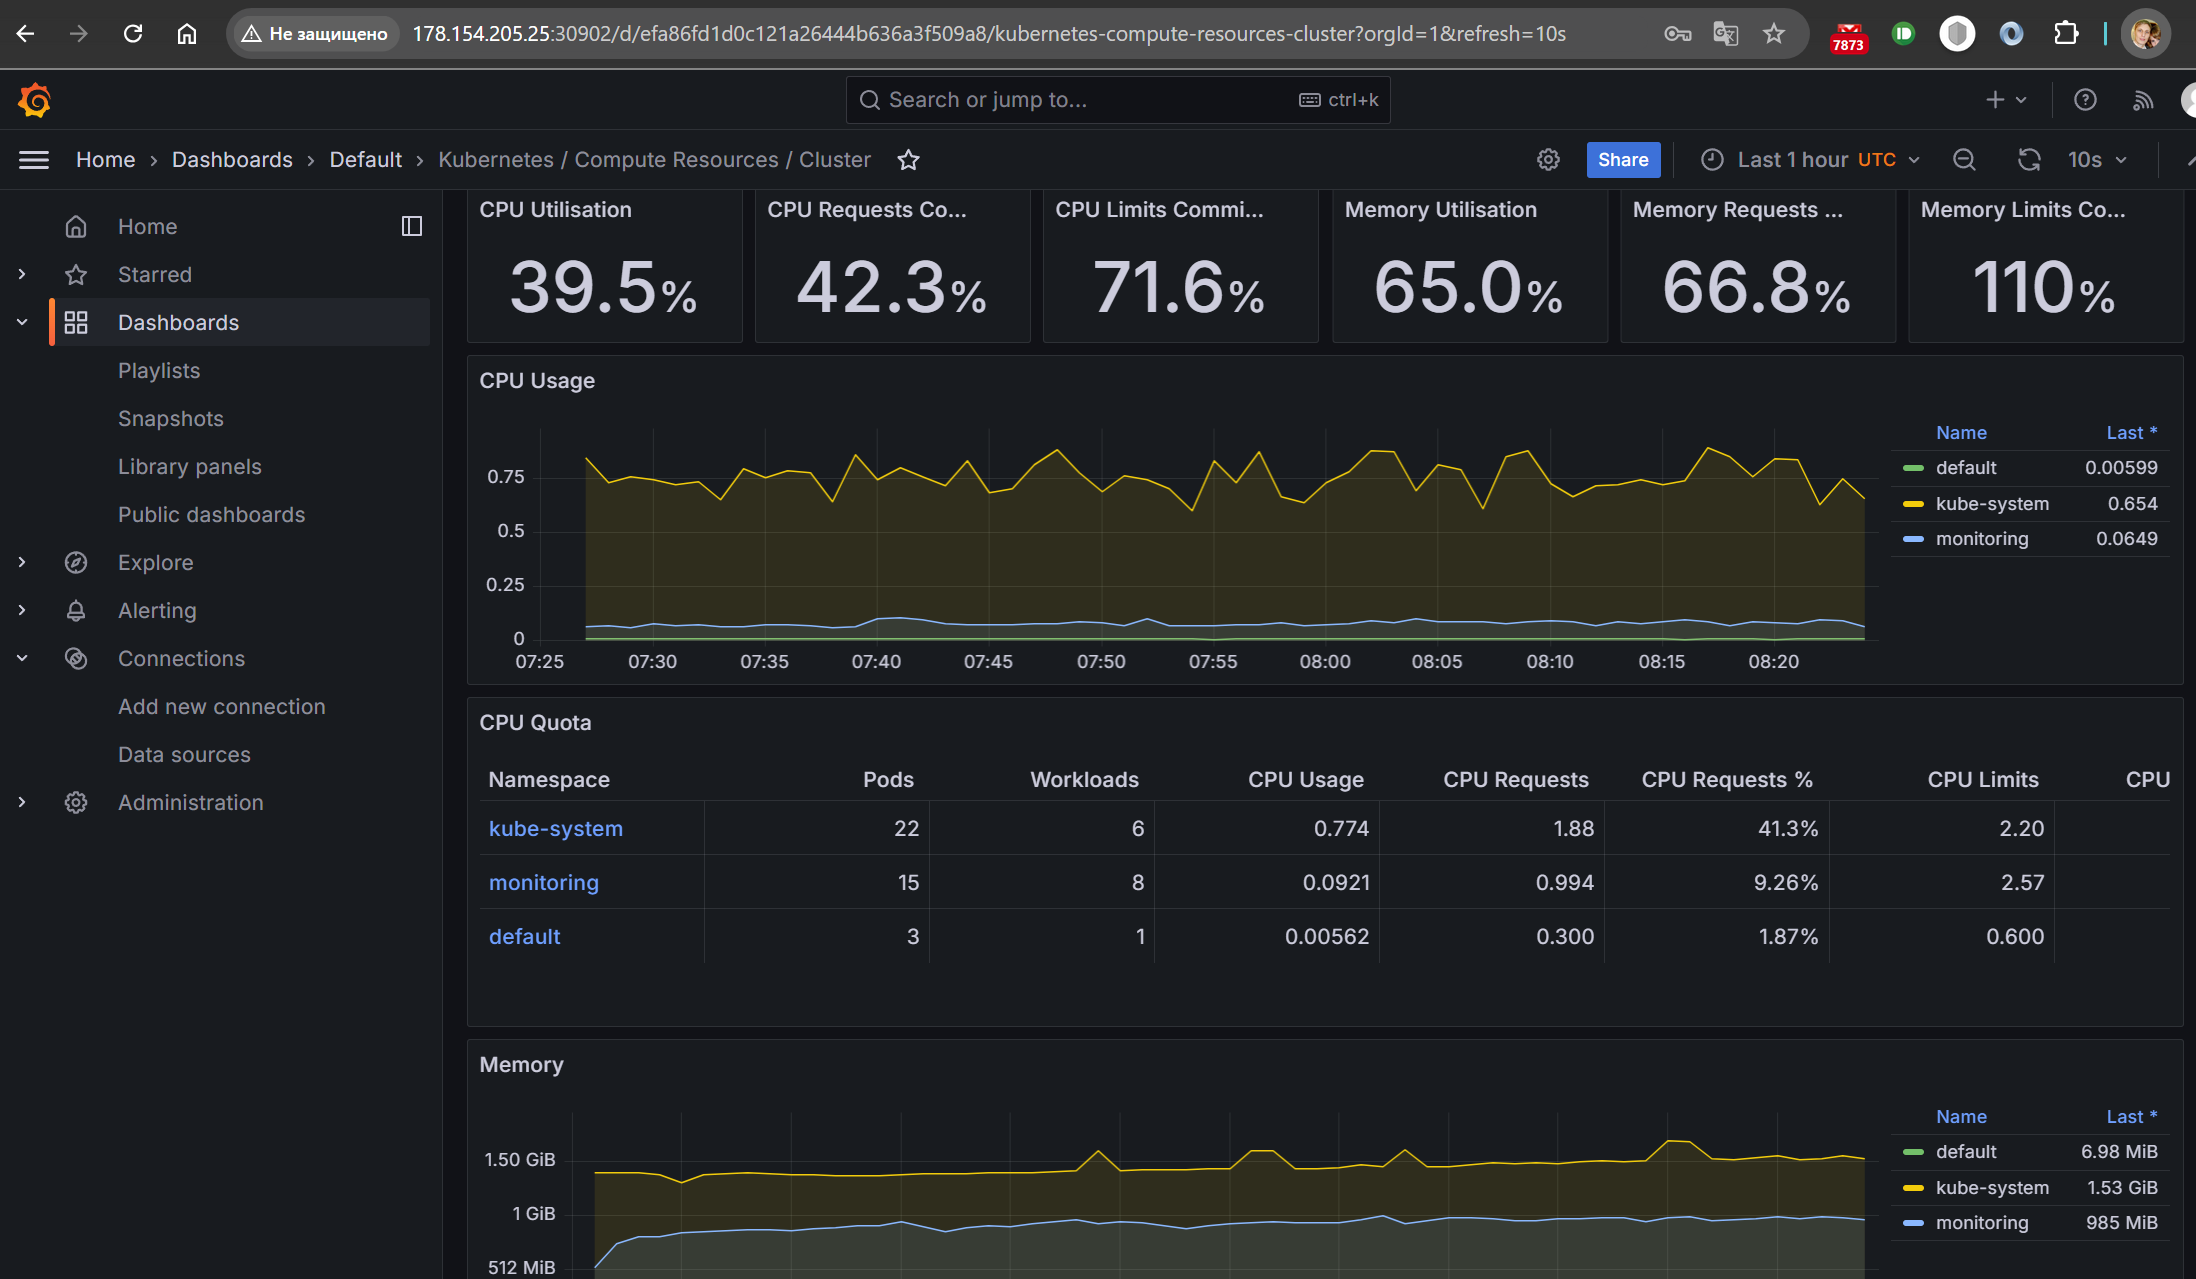 Не защищено 178.154.205.25:30902/d/efa86fd1d0c121a26444b636a3f509a8/kubernetes-compute-resources-cluster?orgId=1&refresh=10s 7873
Search or jump to... ctrl+k
Home › Dashboards › Default › Kubernetes / Compute Resources / Cluster Share Last 1 hour UTC 10s
Home
Starred
Dashboards
Playlists
Snapshots
Library panels
Public dashboards
Explore
Alerting
Connections
Add new connection
Data sources
Administration
CPU Utilisation
39.5%
CPU Requests Co...
42.3%
CPU Limits Commi...
71.6%
Memory Utilisation
65.0%
Memory Requests ...
66.8%
Memory Limits Co...
110%
CPU Usage
0.75
0.5
0.25
0
07:25 07:30 07:35 07:40 07:45 07:50 07:55 08:00 08:05 08:10 08:15 08:20
Name Last *
default 0.00599
kube-system 0.654
monitoring 0.0649
CPU Quota
Namespace Pods Workloads CPU Usage CPU Requests CPU Requests % CPU Limits CPU
kube-system 22 6 0.774 1.88 41.3% 2.20
monitoring 15 8 0.0921 0.994 9.26% 2.57
default 3 1 0.00562 0.300 1.87% 0.600
Memory
1.50 GiB
1 GiB
512 MiB
Name Last *
default 6.98 MiB
kube-system 1.53 GiB
monitoring 985 MiB